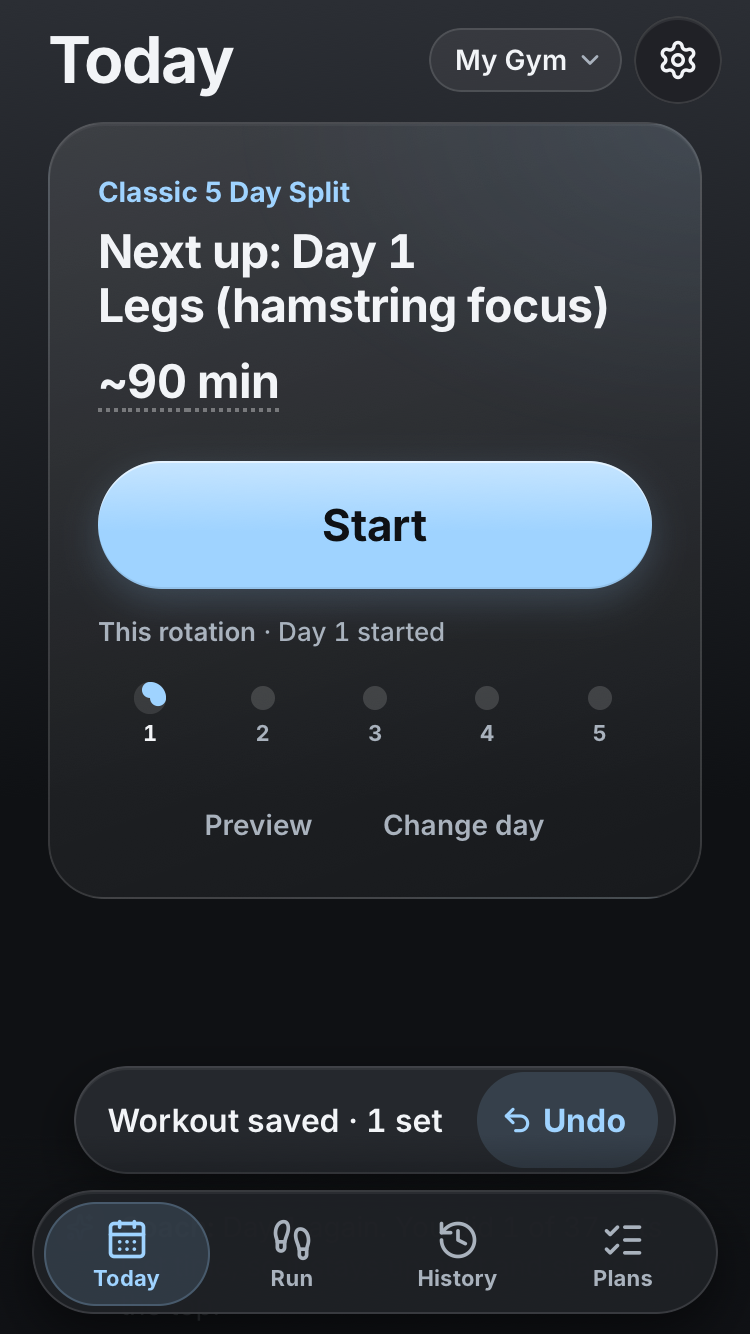 Today
My Gym
Classic 5 Day Split
Next up: Day 1
Legs (hamstring focus)
~90 min
Start
This rotation · Day 1 started
1 2 3 4 5
Preview Change day
Workout saved · 1 set
Undo
Today Run History Plans